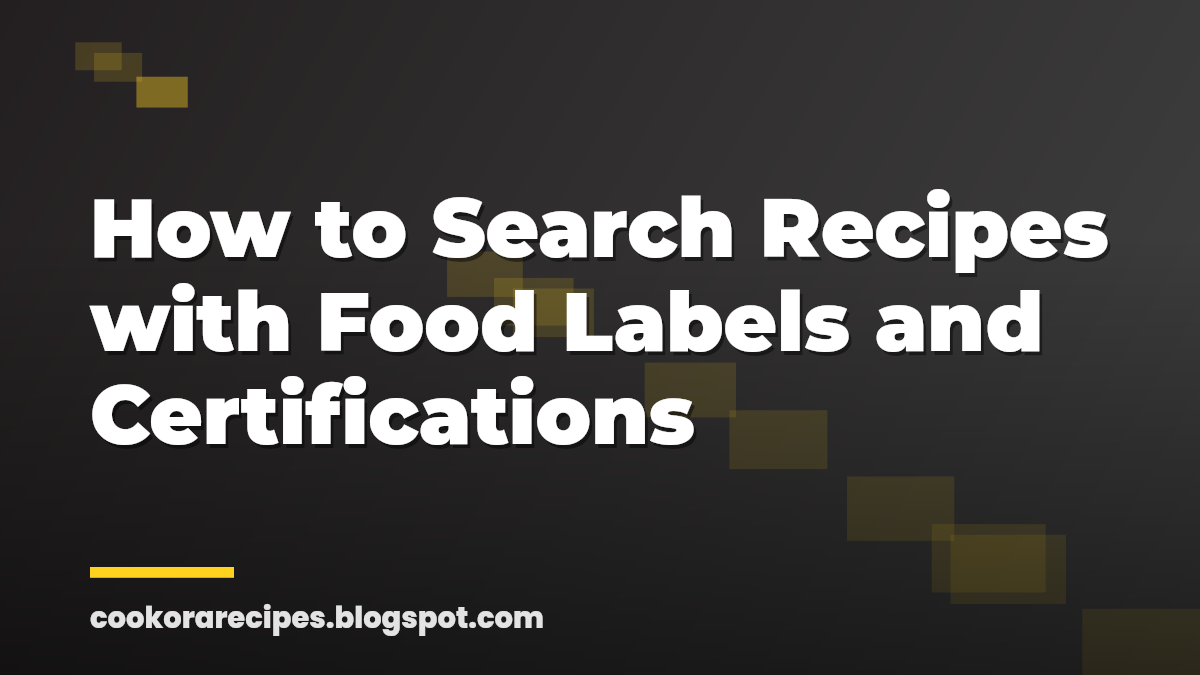 How to Search Recipes
with Food Labels and
Certifications
cookorarecipes.blogspot.com